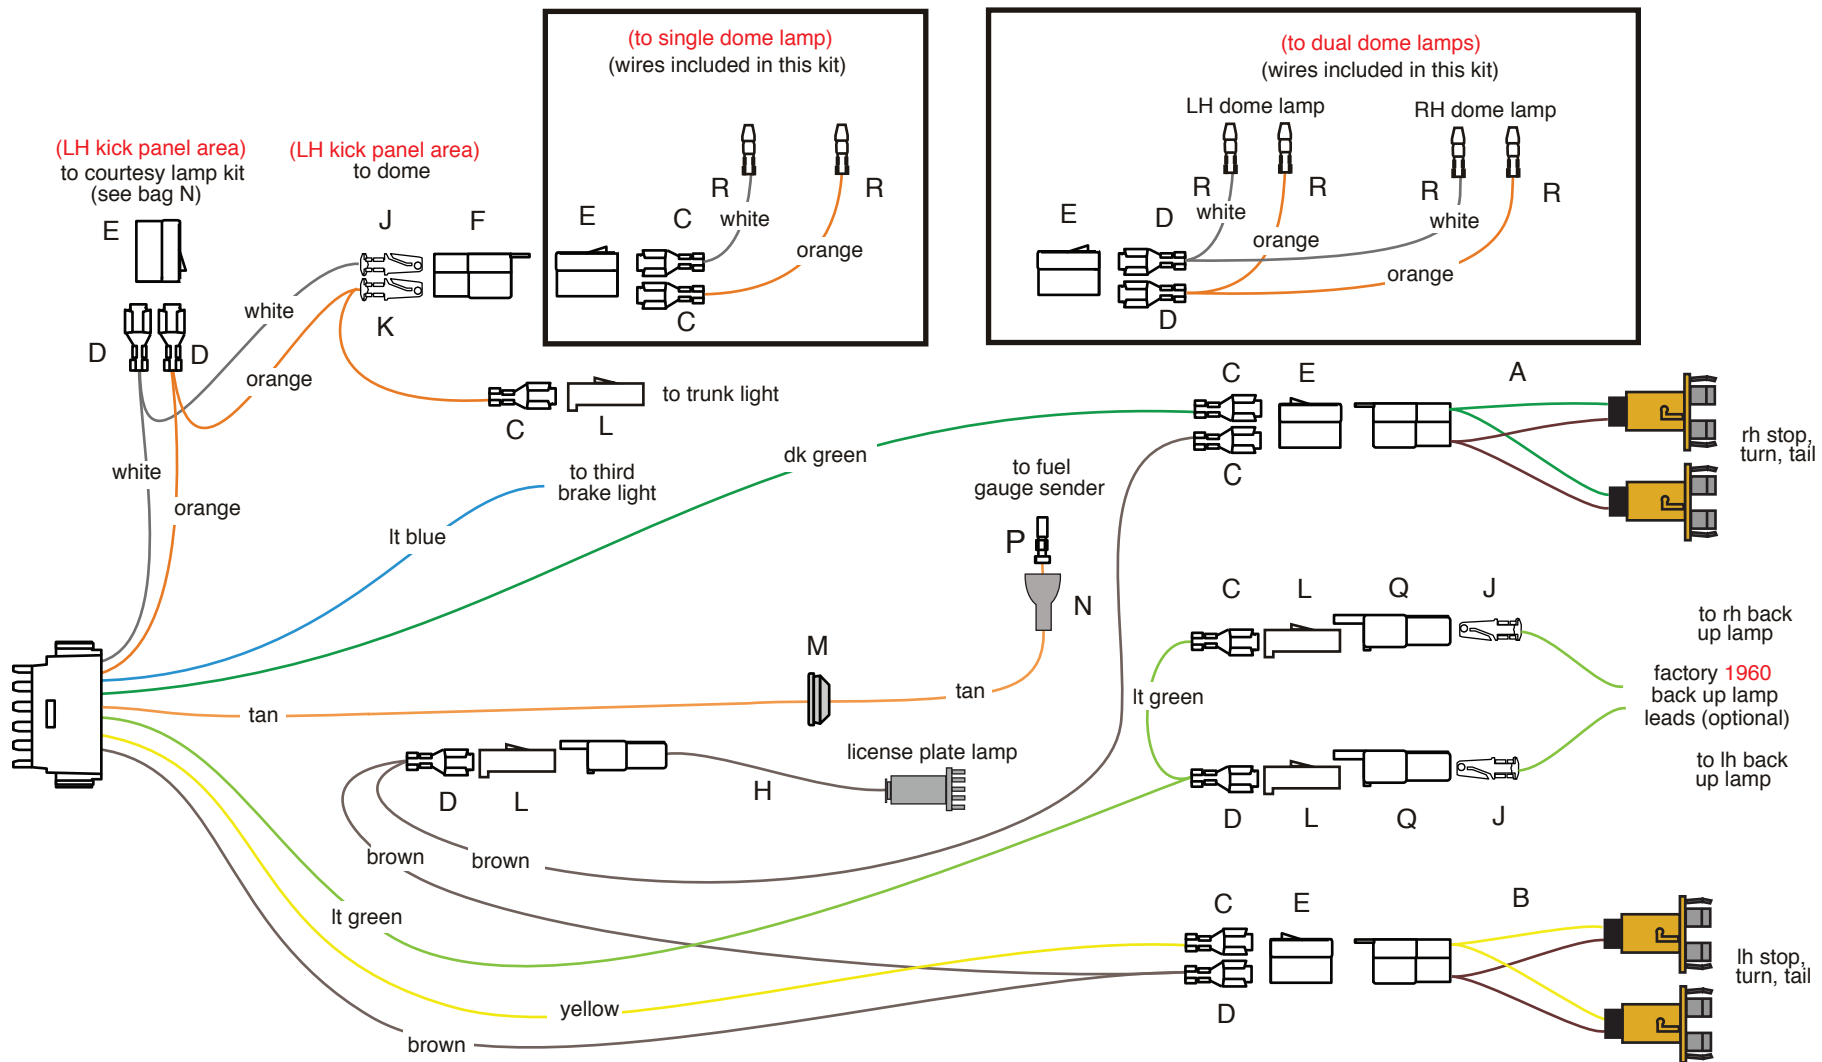 (to single dome lamp)
(wires included in this kit)
R
R
white
orange
E
C
C
(to dual dome lamps)
(wires included in this kit)
LH dome lamp
RH dome lamp
R
R
R
R
white
orange
white
orange
E
D
D
(LH kick panel area)
to courtesy lamp kit
(see bag N)
E
D
D
(LH kick panel area)
to dome
J
F
K
white
orange
white
orange
C
L
to trunk light
to third
brake light
lt blue
dk green
to fuel
gauge sender
P
N
M
tan
tan
C
E
A
C
rh stop,
turn, tail
C
L
Q
J
to rh back
up lamp
lt green
factory 1960
back up lamp
leads (optional)
to lh back
up lamp
D
L
Q
J
license plate lamp
D
L
H
brown
brown
lt green
yellow
brown
C
E
B
D
lh stop,
turn, tail